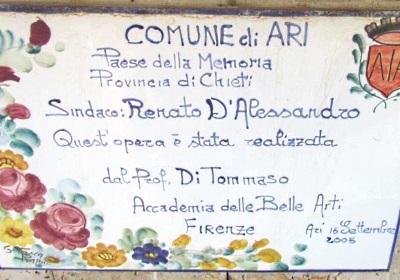 COMUNE di ARI
Paese della Memoria
Provincia di Chieti
Sindaco: Renato D'Alessandro
Quest'opera è stata realizzata
dal Prof. Di Tommaso
Accademia delle Belle Arti
FIRENZE
Ari 16 Settembre
2005